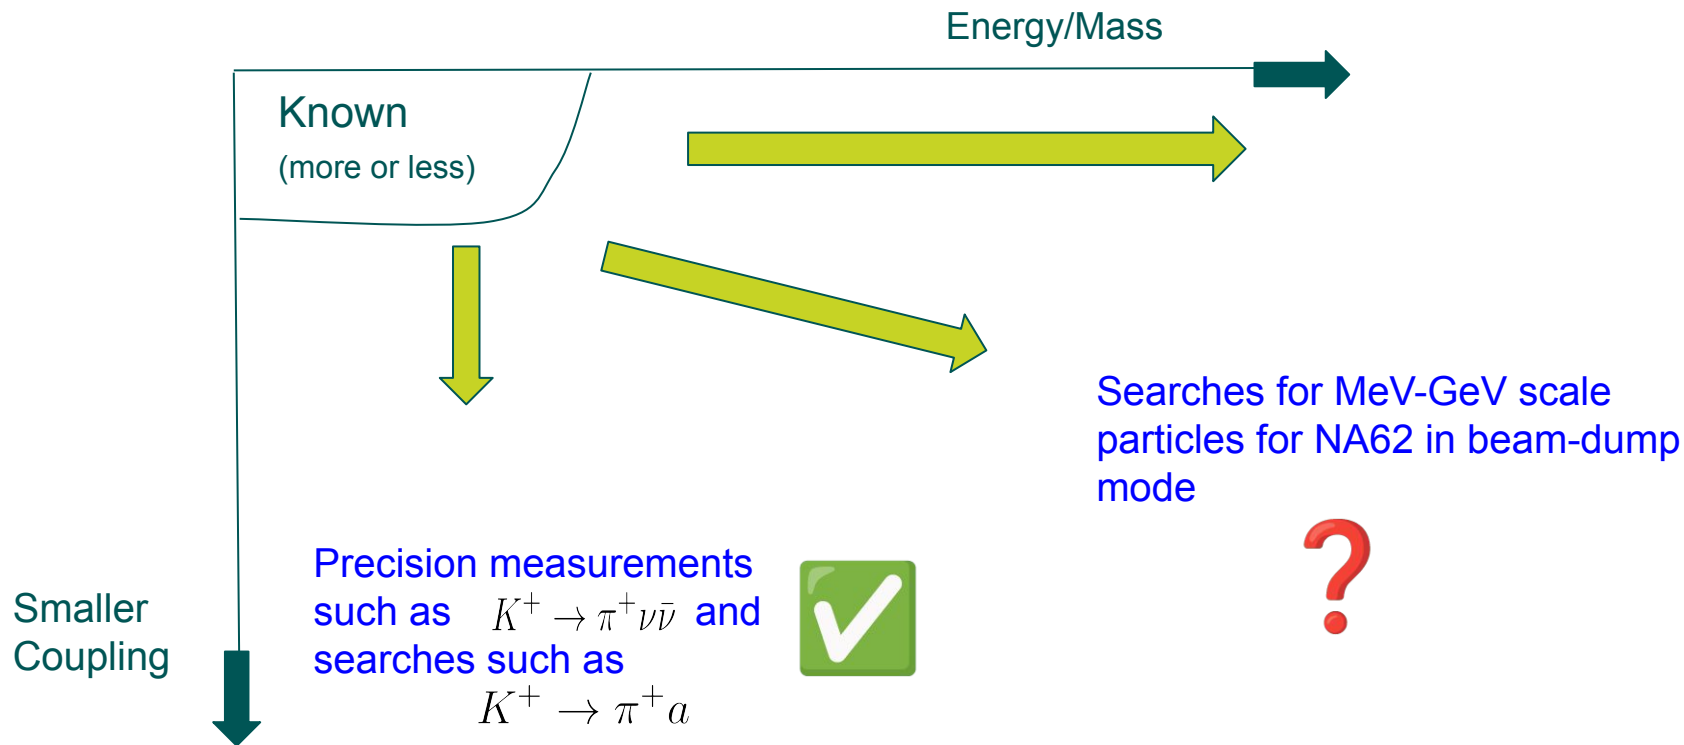 Energy/Mass
Known
(more or less)
Searches for MeV-GeV scale
particles for NA62 in beam-dump
mode
Precision measurements
such as K⁺ → π⁺νν̄ and
searches such as
K⁺ → π⁺a
Smaller
Coupling